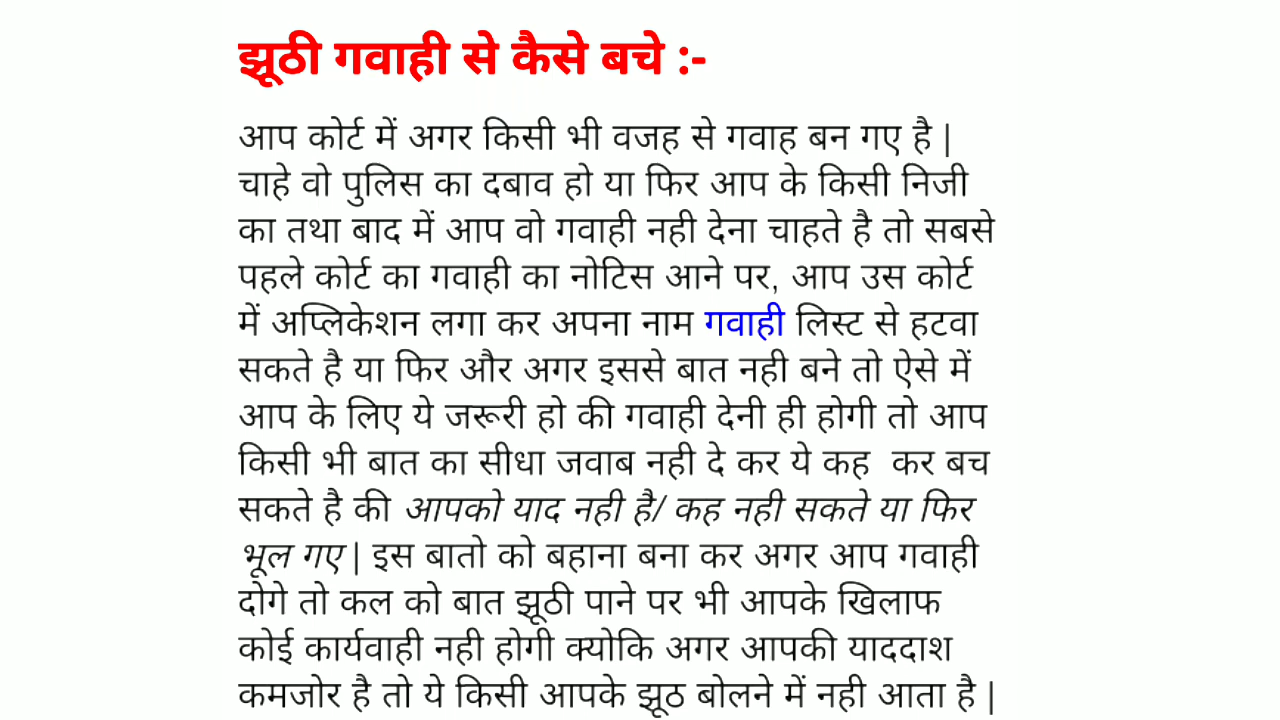 झूठी गवाही से कैसे बचे :-
आप कोर्ट में अगर किसी भी वजह से गवाह बन गए है |
चाहे वो पुलिस का दबाव हो या फिर आप के किसी निजी
का तथा बाद में आप वो गवाही नही देना चाहते है तो सबसे
पहले कोर्ट का गवाही का नोटिस आने पर, आप उस कोर्ट
में अप्लिकेशन लगा कर अपना नाम गवाही लिस्ट से हटवा
सकते है या फिर और अगर इससे बात नही बने तो ऐसे में
आप के लिए ये जरूरी हो की गवाही देनी ही होगी तो आप
किसी भी बात का सीधा जवाब नही दे कर ये कह कर बच
सकते है की आपको याद नही है/ कह नही सकते या फिर
भूल गए | इस बातो को बहाना बना कर अगर आप गवाही
दोगे तो कल को बात झूठी पाने पर भी आपके खिलाफ
कोई कार्यवाही नही होगी क्योकि अगर आपकी याददाश
कमजोर है तो ये किसी आपके झूठ बोलने में नही आता है |